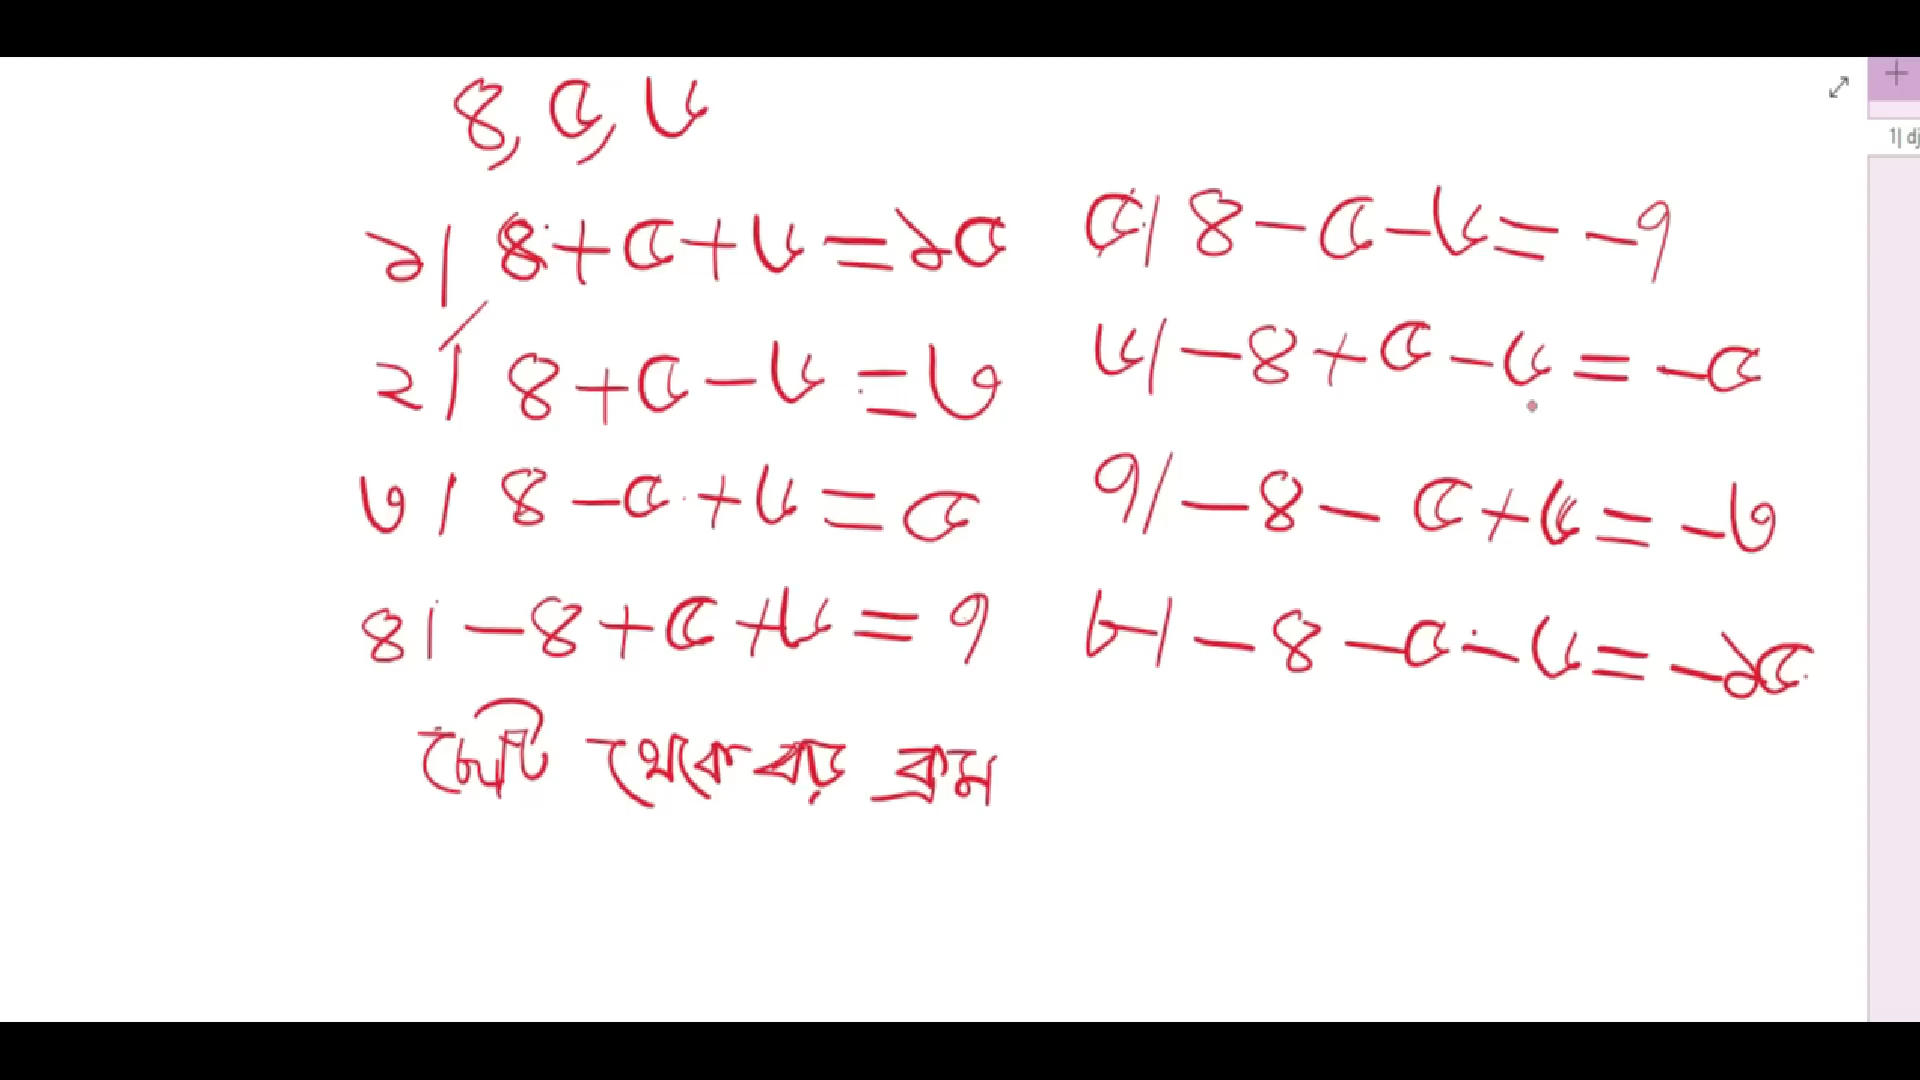 ৪, ৫, ৬
১| ৪+৫+৬=১৫
২| ৪+৫-৬=৩
৩| ৪-৫+৬=৫
৪| -৪+৫+৬=৭
ছোট থেকে বড় ক্রম
৫| ৪-৫-৬=-৭
৬| -৪+৫-৬=-৫
৭| -৪-৫+৬=-৩
৮| -৪-৫-৬=-১৫
1| dj